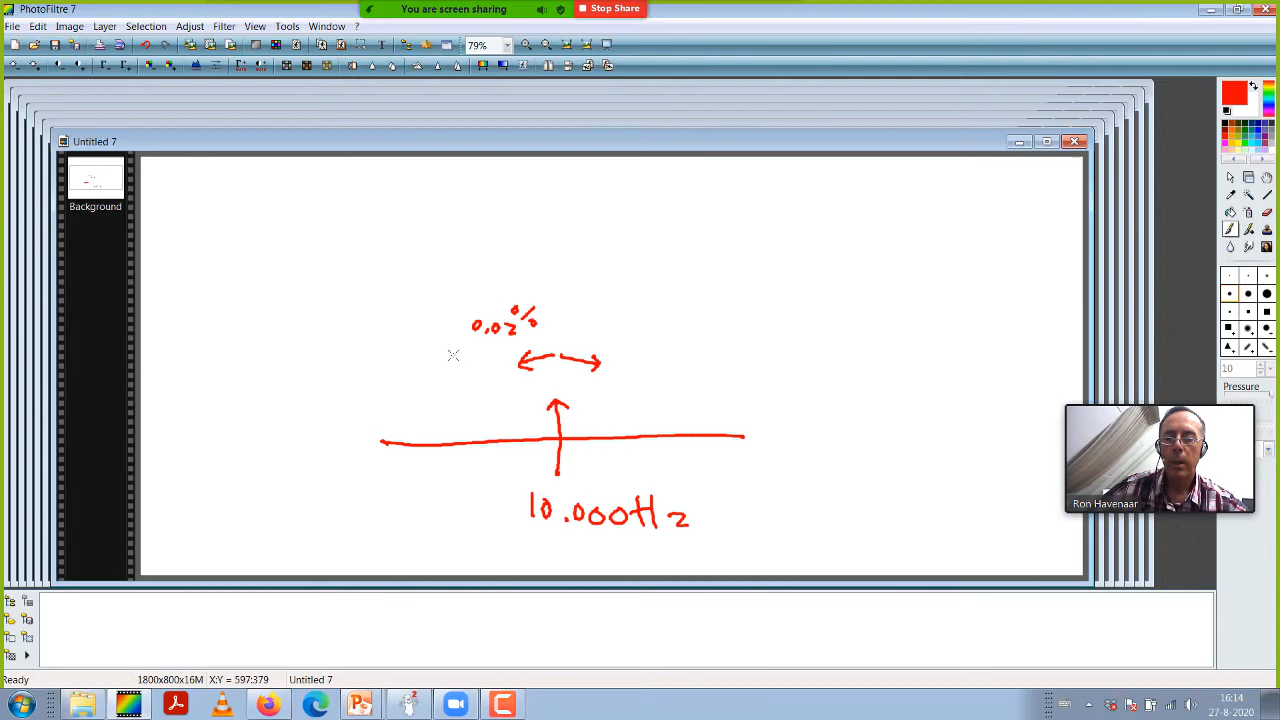 PhotoFiltre 7
You are screen sharing
Stop Share
File Edit Image Layer Selection Adjust Filter View Tools Window ?
79%
Untitled 7
Background
0,02%
10.000Hz
10
Pressure
Ron Havenaar
Ready
1800x800x16M
X:Y = 597:379
Untitled 7
16:14
27-8-2020